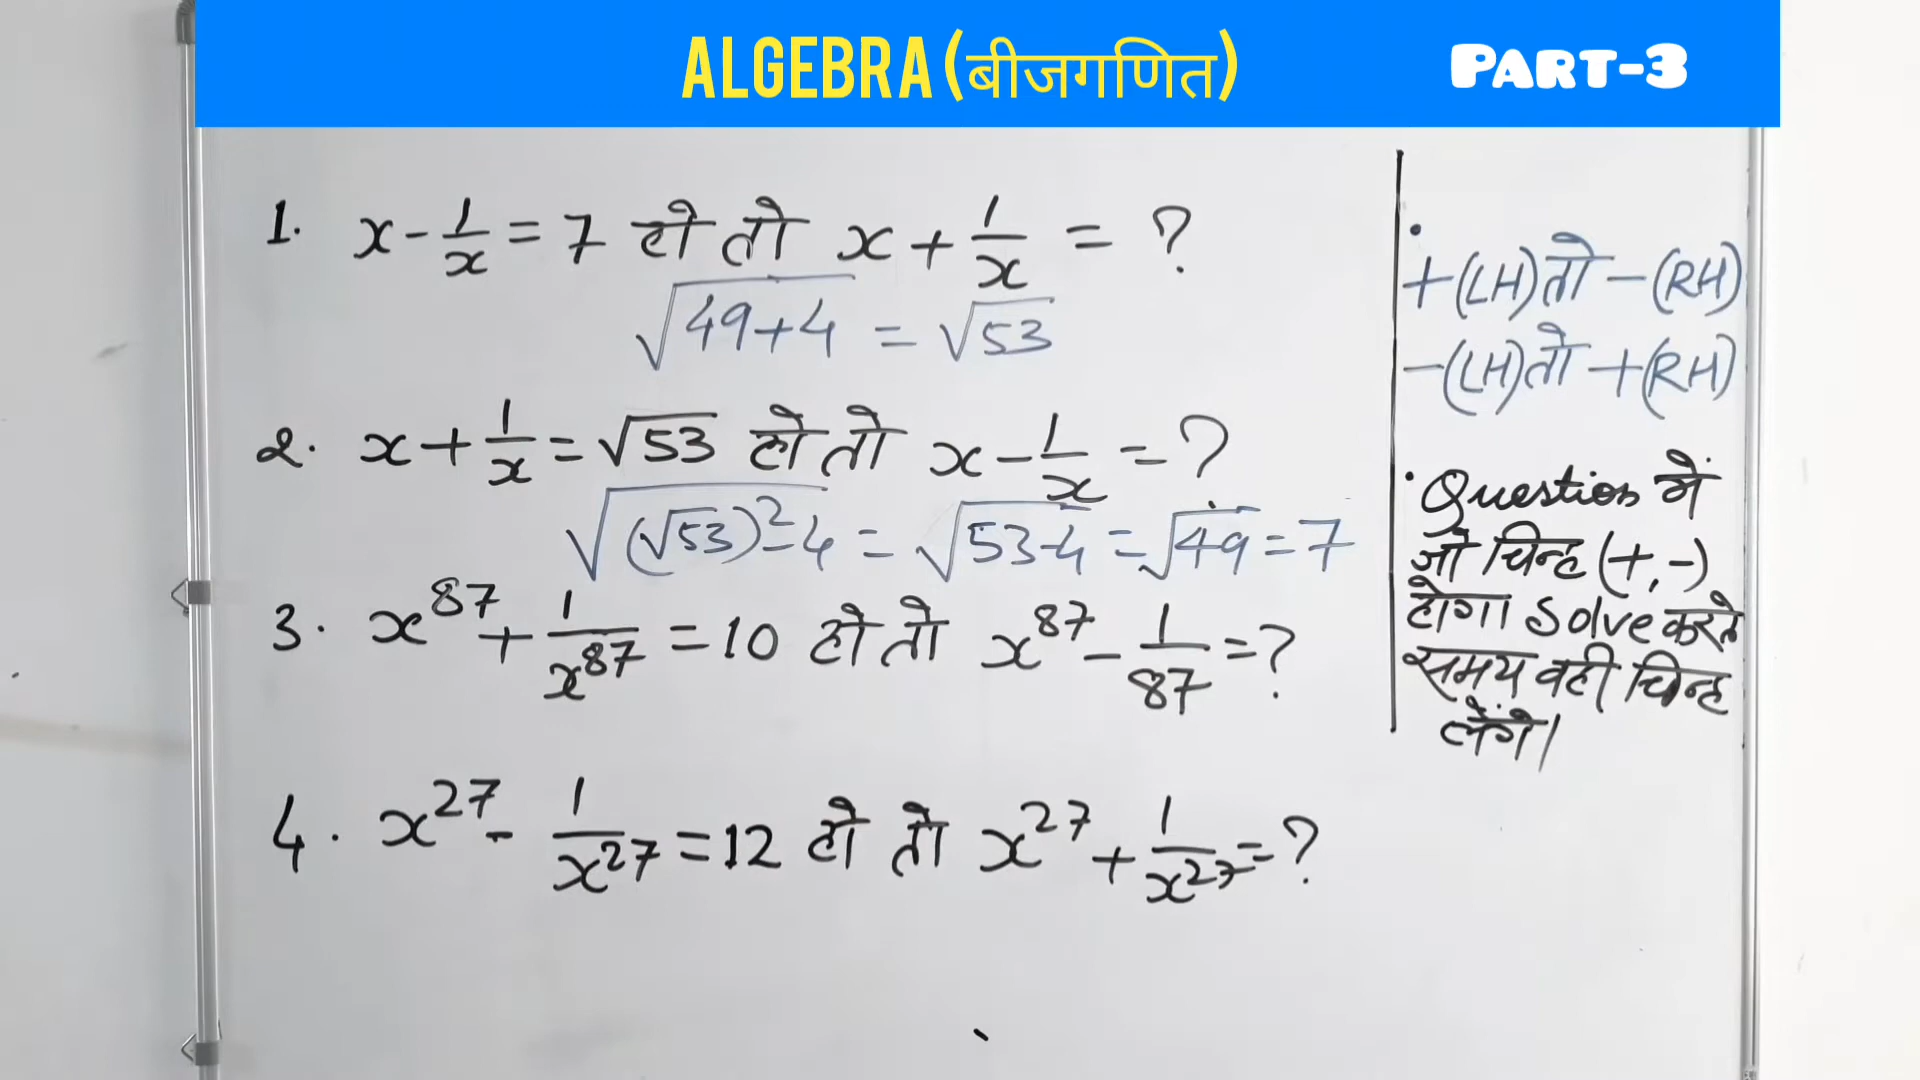 ALGEBRA (बीजगणित) PART-3
1. x - 1/x = 7 हो तो x + 1/x = ?
√(49+4) = √53
2. x + 1/x = √53 हो तो x - 1/x = ?
√((√53)² - 4) = √(53-4) = √49 = 7
3. x^87 + 1/x^87 = 10 हो तो x^87 - 1/87 = ?
4. x^27 - 1/x^27 = 12 हो तो x^27 + 1/x^27 = ?
• +(LH) तो -(RH)
-(LH) तो +(RH)
• Question में
जो चिन्ह (+,-)
होगा। Solve करते
समय वही चिन्ह
लेंगे।